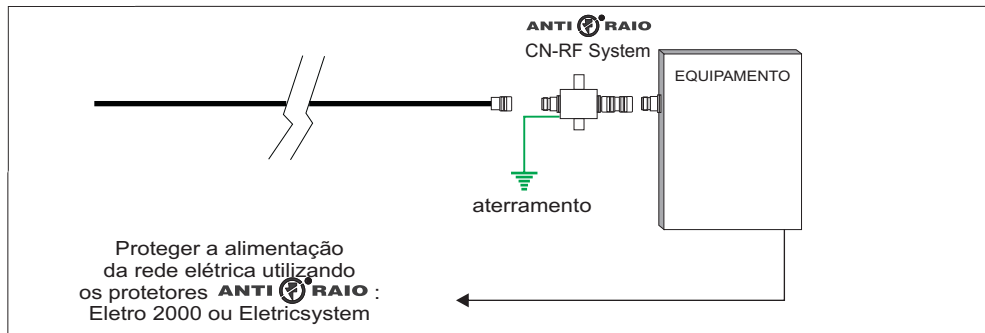 ANTI RAIO
CN-RF System
EQUIPAMENTO
aterramento
Proteger a alimentação
da rede elétrica utilizando
os protetores ANTI RAIO :
Eletro 2000 ou Eletricsystem